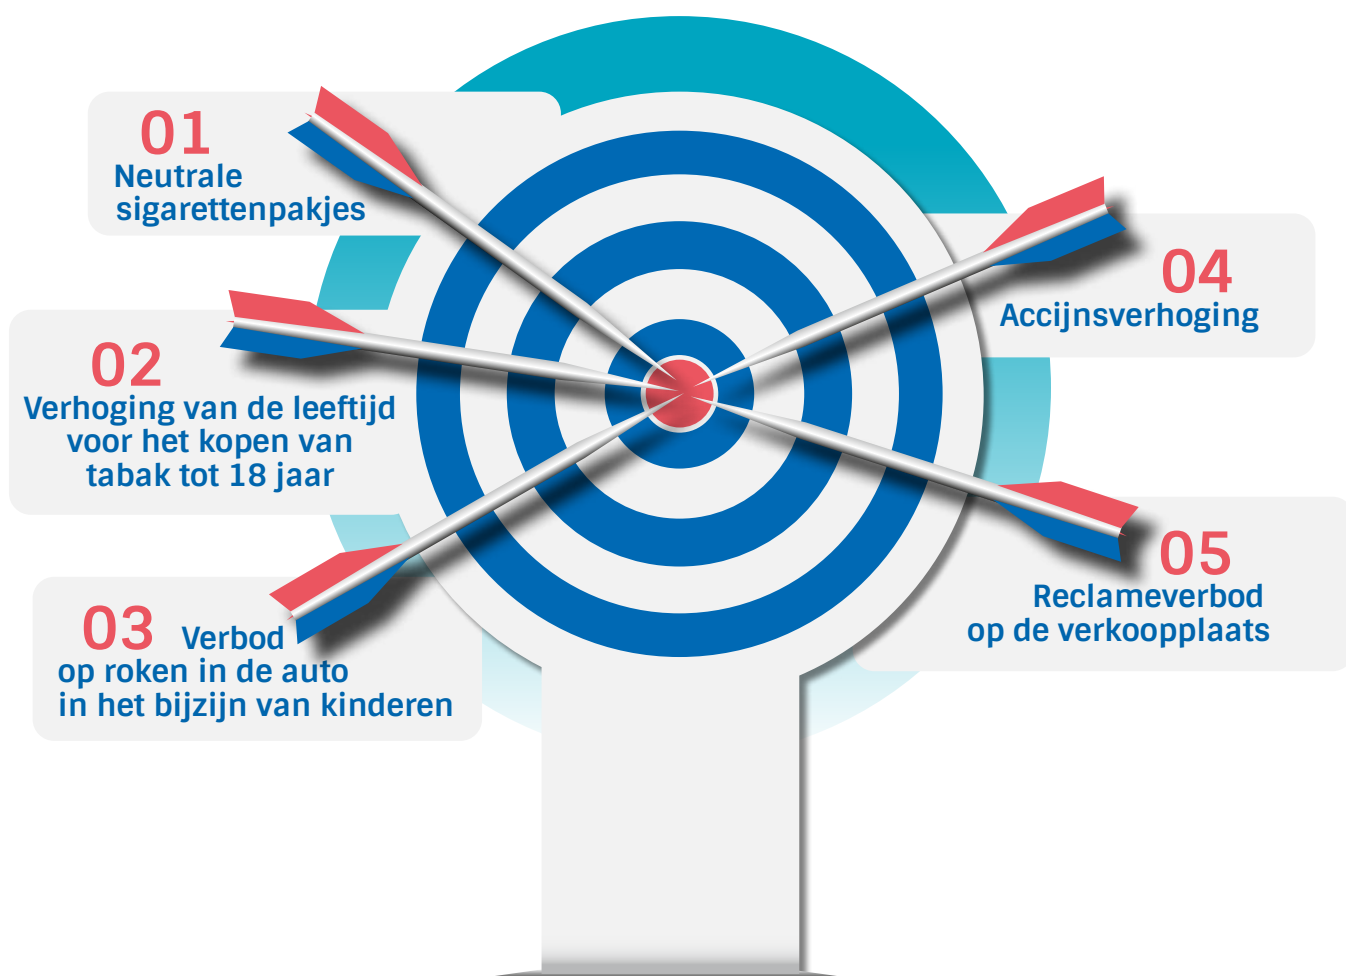 01
Neutrale
sigarettenpakjes
02
Verhoging van de leeftijd
voor het kopen van
tabak tot 18 jaar
03 Verbod
op roken in de auto
in het bijzijn van kinderen
04
Accijnsverhoging
05
Reclameverbod
op de verkoopplaats